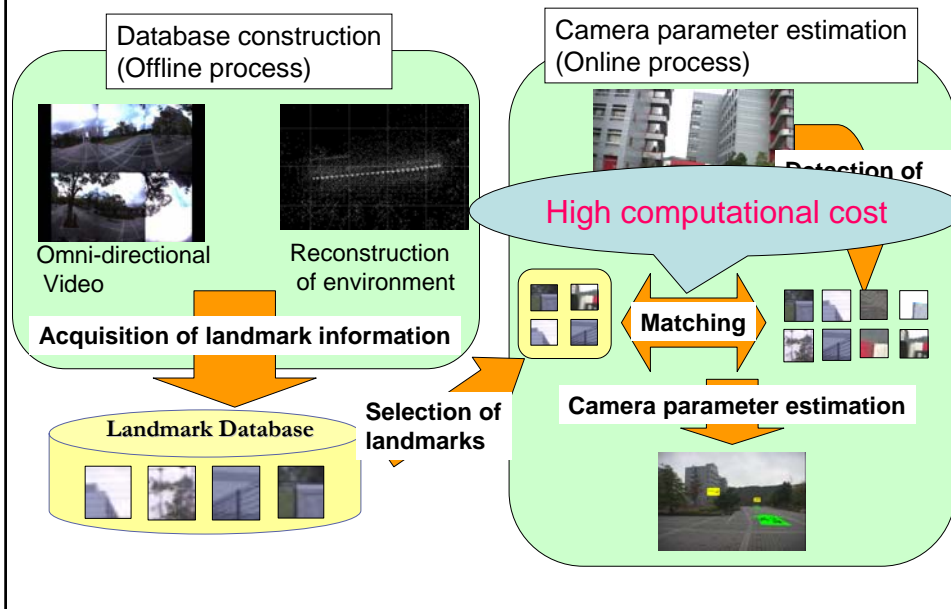 Database construction
(Offline process)
Omni-directional
Video
Reconstruction
of environment
Acquisition of landmark information
Landmark Database
Selection of
landmarks
Camera parameter estimation
(Online process)
Detection of
High computational cost
Matching
Camera parameter estimation